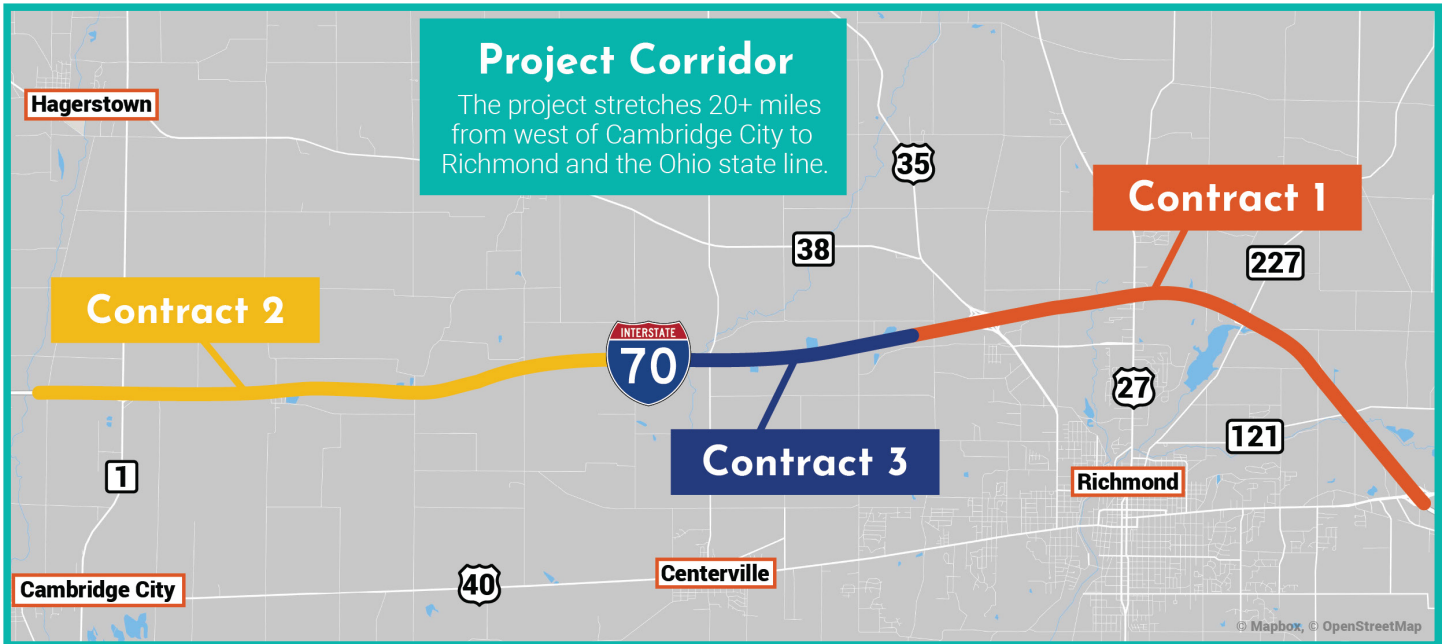 Project Corridor
The project stretches 20+ miles
from west of Cambridge City to
Richmond and the Ohio state line.
Hagerstown
35
Contract 1
38
227
Contract 2
INTERSTATE
70
27
121
Contract 3
1
Richmond
Centerville
40
Cambridge City
© Mapbox, © OpenStreetMap